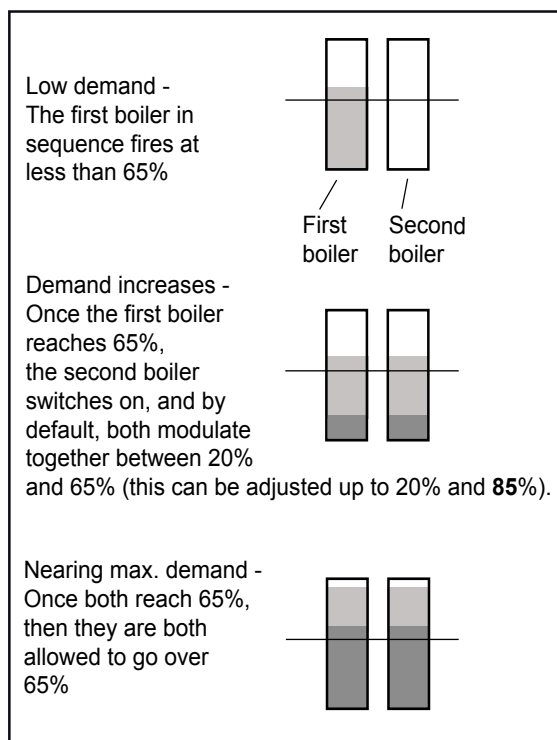 Low demand -
The first boiler in
sequence fires at
less than 65%
First Second
boiler boiler
Demand increases -
Once the first boiler
reaches 65%,
the second boiler
switches on, and by
default, both modulate
together between 20%
and 65% (this can be adjusted up to 20% and 85%).
Nearing max. demand -
Once both reach 65%,
then they are both
allowed to go over
65%